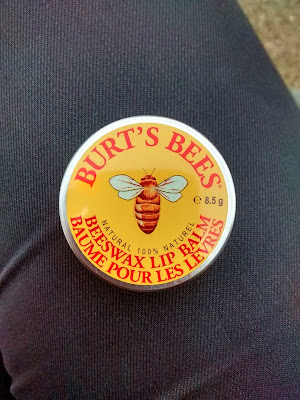 BURT'S BEES®
℮ 8.5 g
NATURAL 100% NATUREL
BEESWAX LIP BALM
BAUME POUR LES LÈVRES